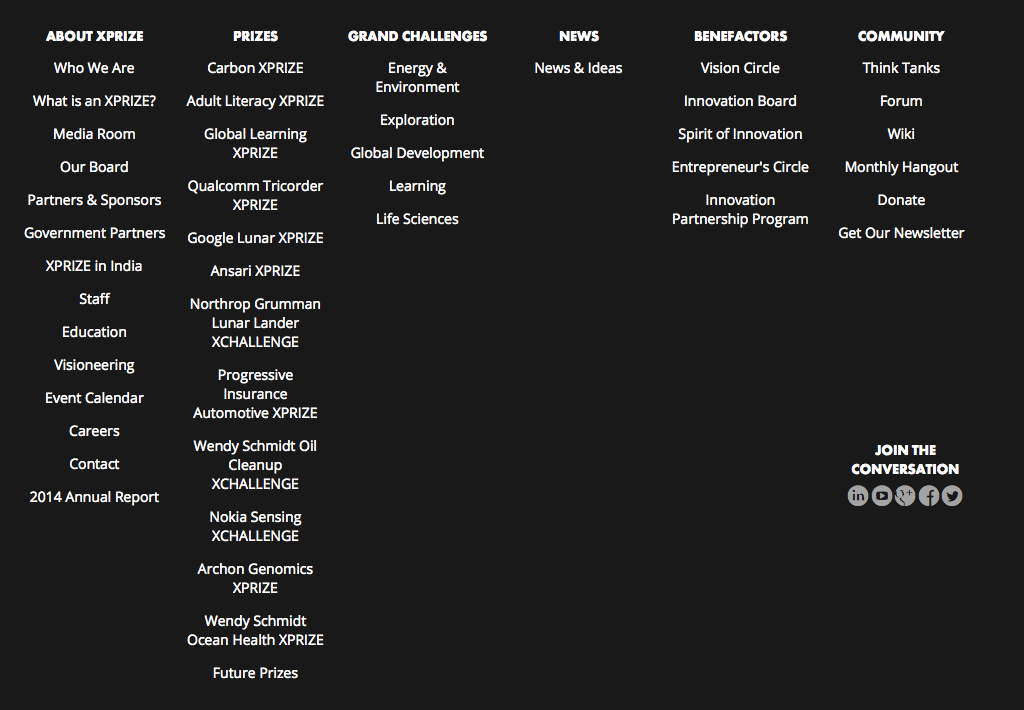 ABOUT XPRIZE
Who We Are
What is an XPRIZE?
Media Room
Our Board
Partners & Sponsors
Government Partners
XPRIZE in India
Staff
Education
Visioneering
Event Calendar
Careers
Contact
2014 Annual Report
PRIZES
Carbon XPRIZE
Adult Literacy XPRIZE
Global Learning
XPRIZE
Qualcomm Tricorder
XPRIZE
Google Lunar XPRIZE
Ansari XPRIZE
Northrop Grumman
Lunar Lander
XCHALLENGE
Progressive
Insurance
Automotive XPRIZE
Wendy Schmidt Oil
Cleanup
XCHALLENGE
Nokia Sensing
XCHALLENGE
Archon Genomics
XPRIZE
Wendy Schmidt
Ocean Health XPRIZE
Future Prizes
GRAND CHALLENGES
Energy &
Environment
Exploration
Global Development
Learning
Life Sciences
NEWS
News & Ideas
BENEFACTORS
Vision Circle
Innovation Board
Spirit of Innovation
Entrepreneur's Circle
Innovation
Partnership Program
COMMUNITY
Think Tanks
Forum
Wiki
Monthly Hangout
Donate
Get Our Newsletter
JOIN THE
CONVERSATION